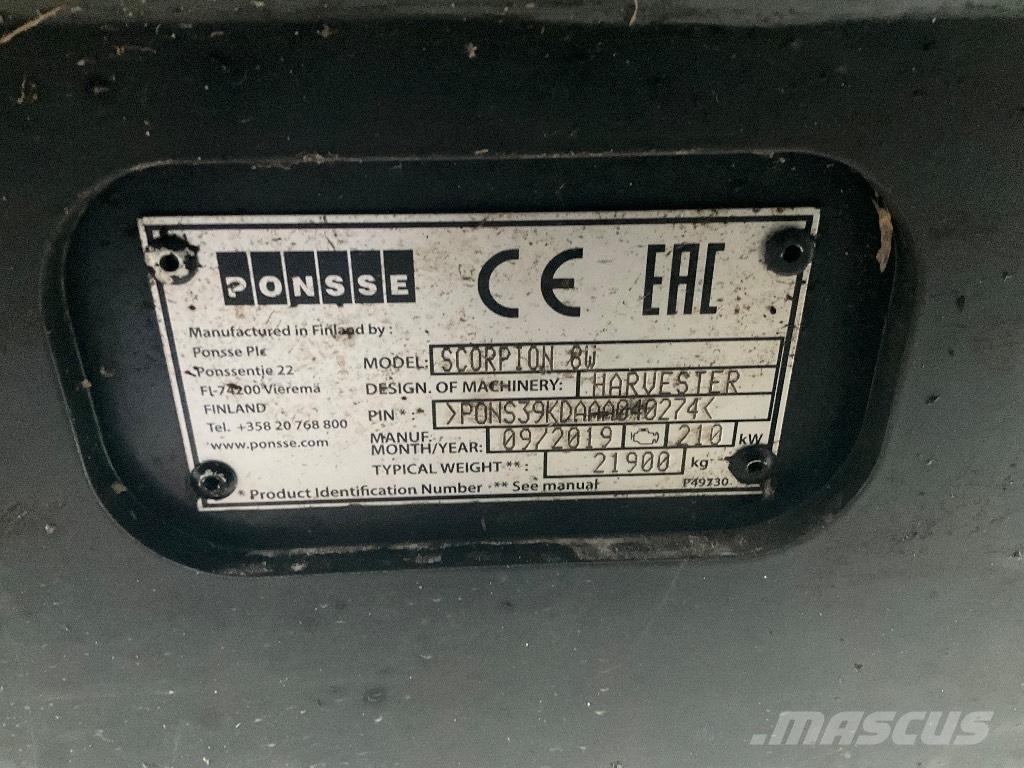 PONSSE CE EAC
Manufactured in Finland by:
Ponsse Plc
Ponssentie 22
FI-74200 Vieremä
FINLAND
Tel. +358 20 768 800
www.ponsse.com
MODEL: SCORPION 8W
DESIGN. OF MACHINERY: HARVESTER
PIN*: >PONS39KDAAA040274<
MANUF. MONTH/YEAR: 09/2019 210 kW
TYPICAL WEIGHT**: 21900 kg
* Product Identification Number ** See manual P49730
MASCUS